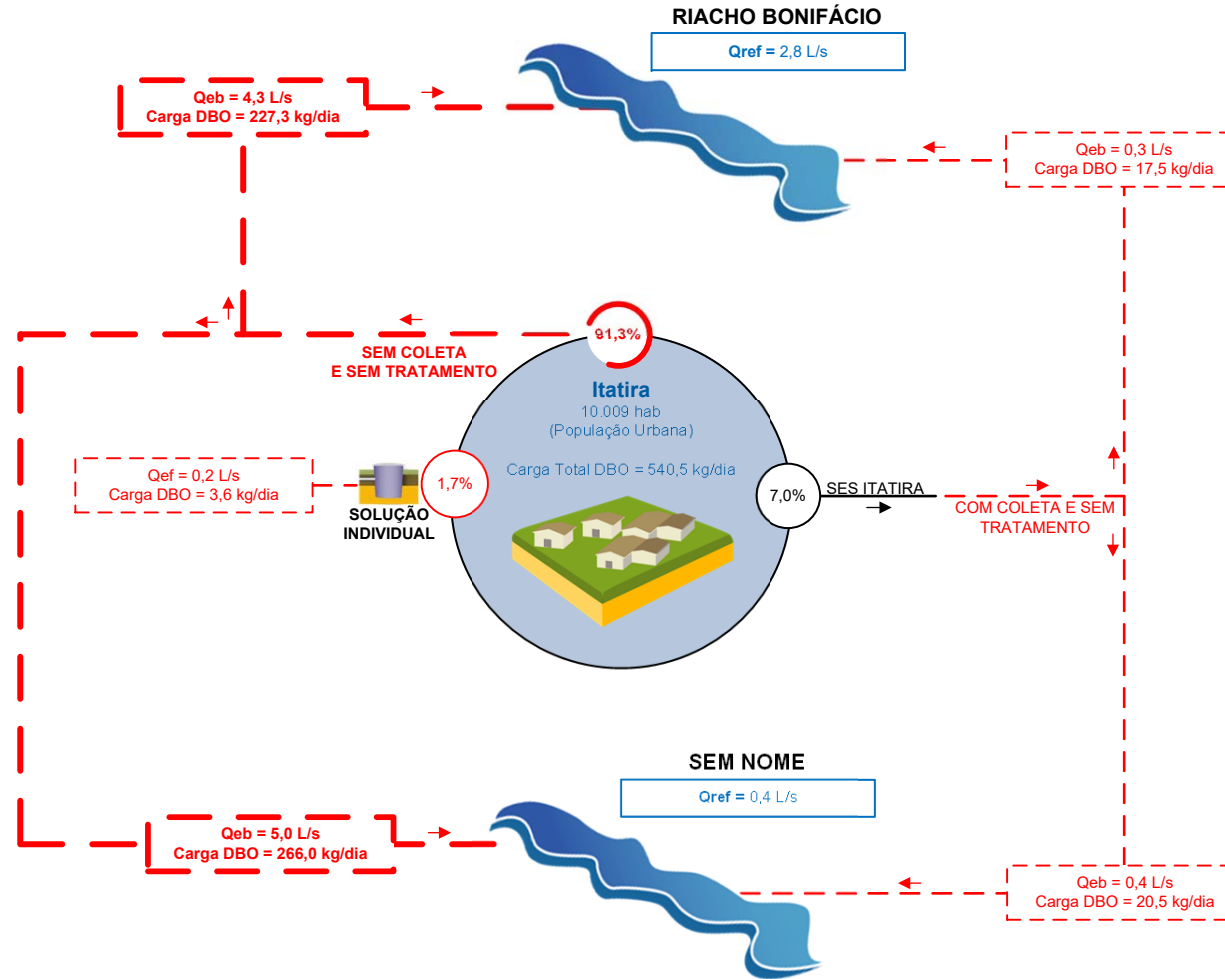 RIACHO BONIFÁCIO
Qref = 2,8 L/s
Qeb = 4,3 L/s
Carga DBO = 227,3 kg/dia
Qeb = 0,3 L/s
Carga DBO = 17,5 kg/dia
91,3%
SEM COLETA
E SEM TRATAMENTO
Itatira
10.009 hab
(População Urbana)
Carga Total DBO = 540,5 kg/dia
Qef = 0,2 L/s
Carga DBO = 3,6 kg/dia
SOLUÇÃO
INDIVIDUAL
1,7%
7,0%
SES ITATIRA
COM COLETA E SEM
TRATAMENTO
SEM NOME
Qref = 0,4 L/s
Qeb = 5,0 L/s
Carga DBO = 266,0 kg/dia
Qeb = 0,4 L/s
Carga DBO = 20,5 kg/dia